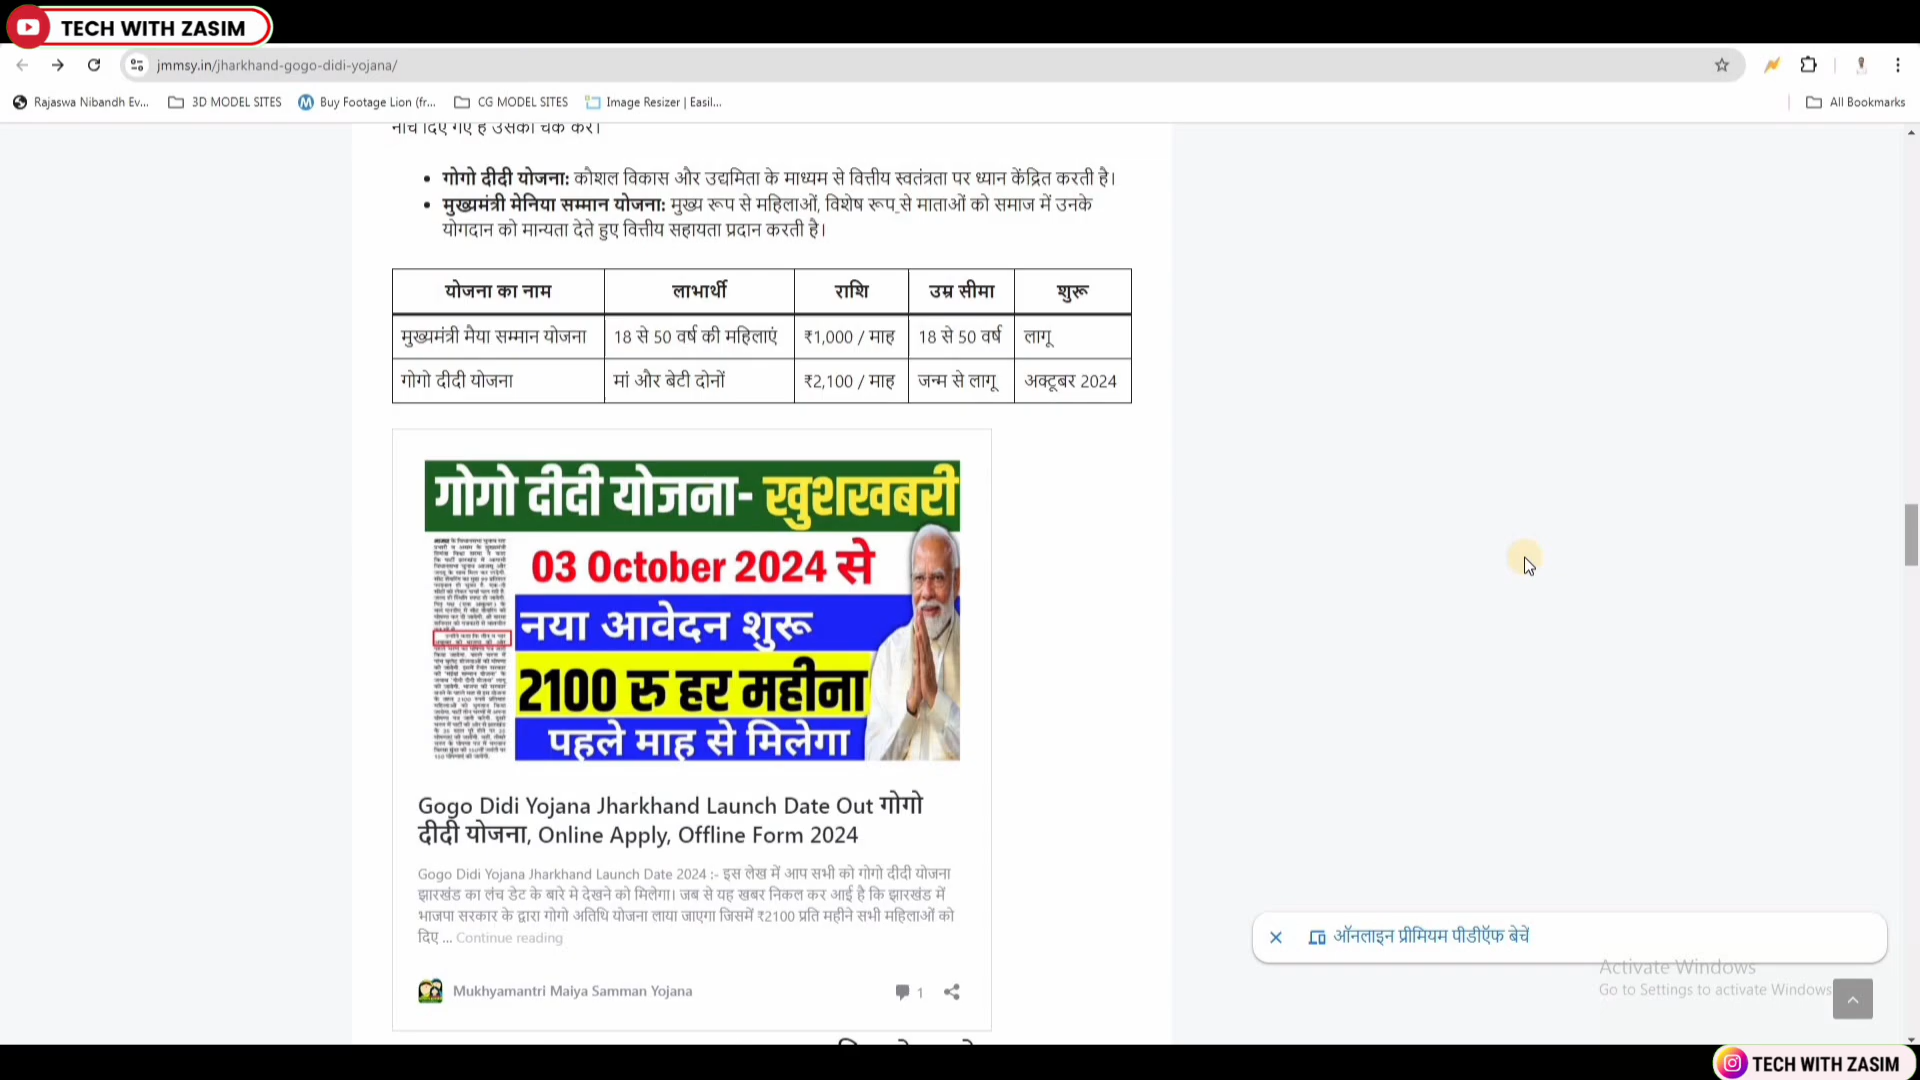 TECH WITH ZASIM
jmmsy.in/jharkhand-gogo-didi-yojana/
Rajaswa Nibandh Ev... 3D MODEL SITES Buy Footage Lion (fr... CG MODEL SITES Image Resizer | Easil... All Bookmarks
नीचे दिए गए है उसको चेक करें।
• गोगो दीदी योजना: कौशल विकास और उद्यमिता के माध्यम से वित्तीय स्वतंत्रता पर ध्यान केंद्रित करती है।
• मुख्यमंत्री मेनिया सम्मान योजना: मुख्य रूप से महिलाओं, विशेष रूप से माताओं को समाज में उनके
योगदान को मान्यता देते हुए वित्तीय सहायता प्रदान करती है।
योजना का नाम लाभार्थी राशि उम्र सीमा शुरू
मुख्यमंत्री मैया सम्मान योजना 18 से 50 वर्ष की महिलाएं ₹1,000 / माह 18 से 50 वर्ष लागू
गोगो दीदी योजना मां और बेटी दोनों ₹2,100 / माह जन्म से लागू अक्टूबर 2024
गोगो दीदी योजना- खुशखबरी
03 October 2024 से
नया आवेदन शुरू
2100 रु हर महीना
पहले माह से मिलेगा
Gogo Didi Yojana Jharkhand Launch Date Out गोगो
दीदी योजना, Online Apply, Offline Form 2024
Gogo Didi Yojana Jharkhand Launch Date 2024 :- इस लेख में आप सभी को गोगो दीदी योजना
झारखंड का लंच डेट के बारे मे देखने को मिलेगा। जब से यह खबर निकल कर आई है कि झारखंड में
भाजपा सरकार के द्वारा गोगो अतिथि योजना लाया जाएगा जिसमें ₹2100 प्रति महीने सभी महिलाओं को
दिए ... Continue reading
Mukhyamantri Maiya Samman Yojana 1
ऑनलाइन प्रीमियम पीडीऍफ बेचें
Activate Windows
Go to Settings to activate Windows
TECH WITH ZASIM